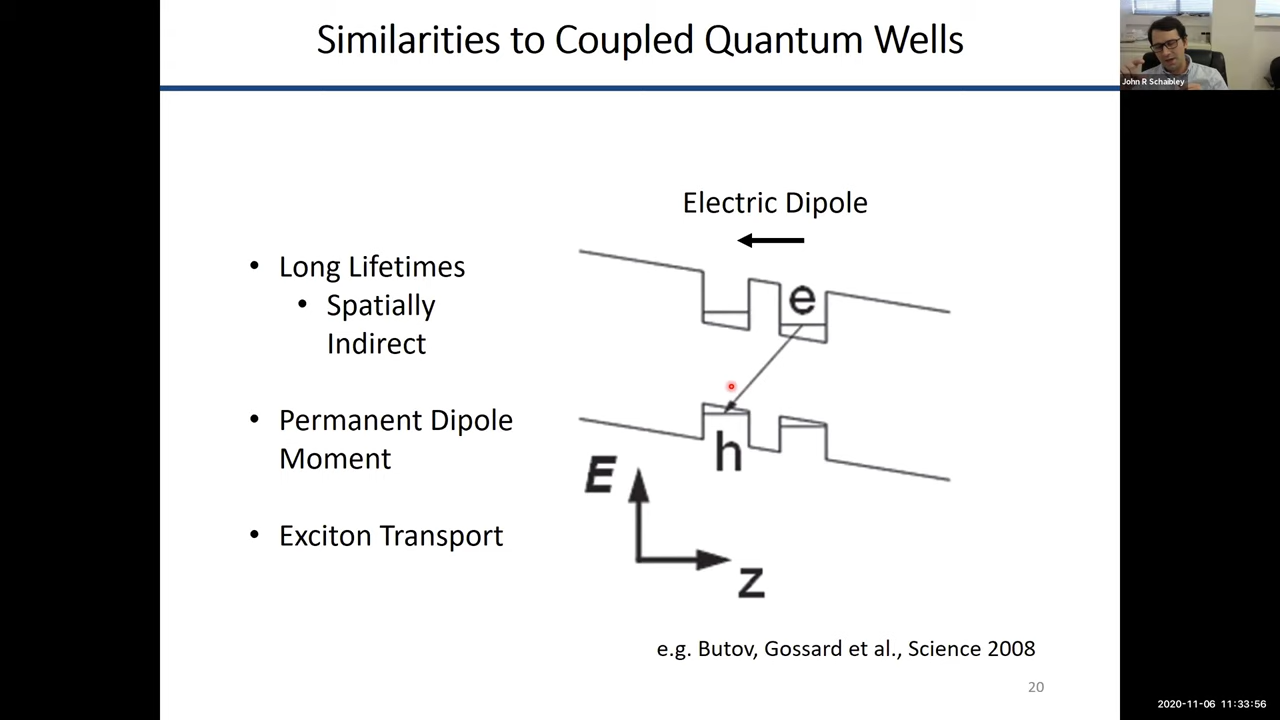 Similarities to Coupled Quantum Wells
John R Schaibley
Electric Dipole
• Long Lifetimes
• Spatially
Indirect
• Permanent Dipole
Moment
• Exciton Transport
e
h
E
z
e.g. Butov, Gossard et al., Science 2008
20
2020-11-06 11:33:56